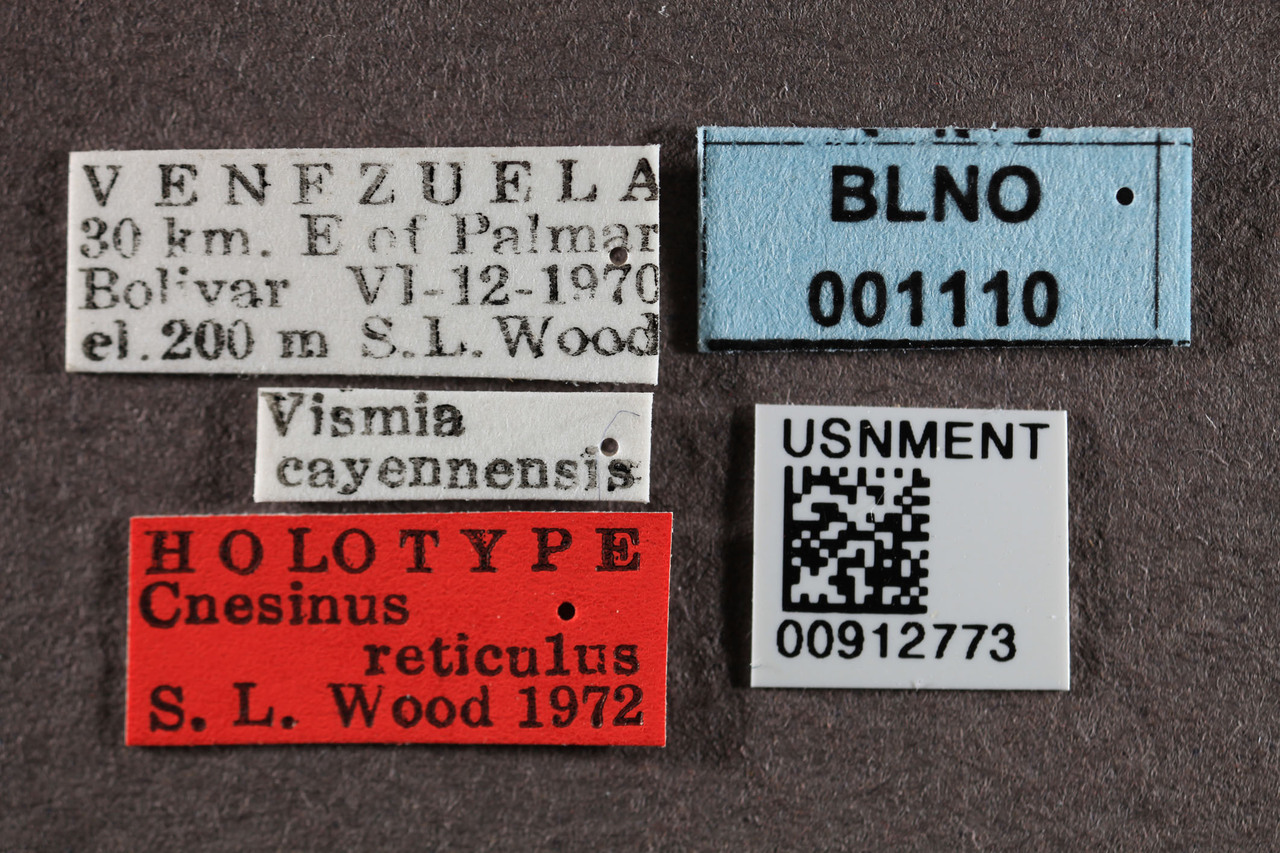 VENEZUELA
30 km. E of Palmar
Bolivar VI-12-1970
el. 200 m S.L. Wood
Vismia
cayennensis
HOLOTYPE
Cnesinus
reticulus
S. L. Wood 1972
BLNO
001110
USNMENT
00912773